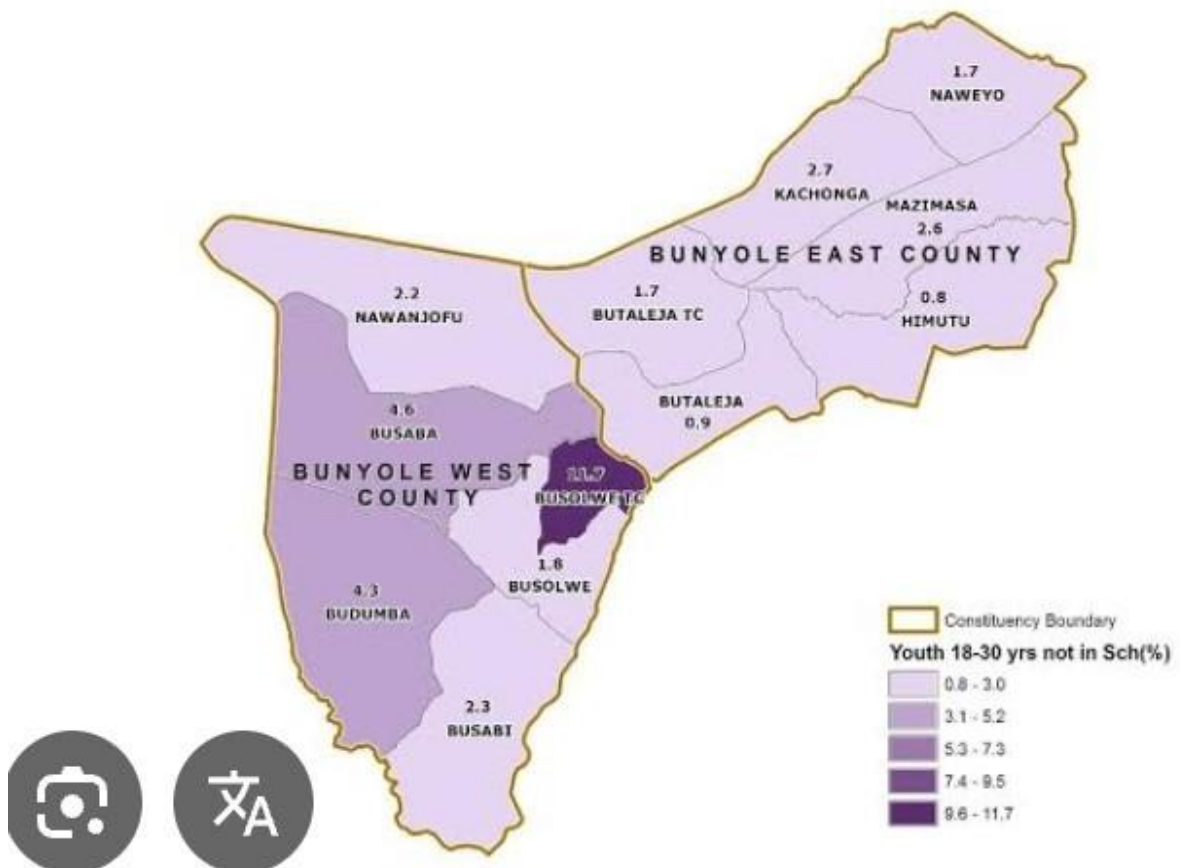 1.7
NAWEYO
2.7
KACHONGA
MAZIMASA
2.6
BUNYOLE EAST COUNTY
0.8
HIMUTU
1.7
BUTALEJA TC
BUTALEJA
0.9
2.2
NAWANJOFU
4.6
BUSABA
BUNYOLE WEST
COUNTY
11.7
BUSOLWE TC
1.8
BUSOLWE
4.3
BUDUMBA
2.3
BUSABI
Constituency Boundary
Youth 18-30 yrs not in Sch(%)
0.8 - 3.0
3.1 - 5.2
5.3 - 7.3
7.4 - 9.5
9.6 - 11.7
文A